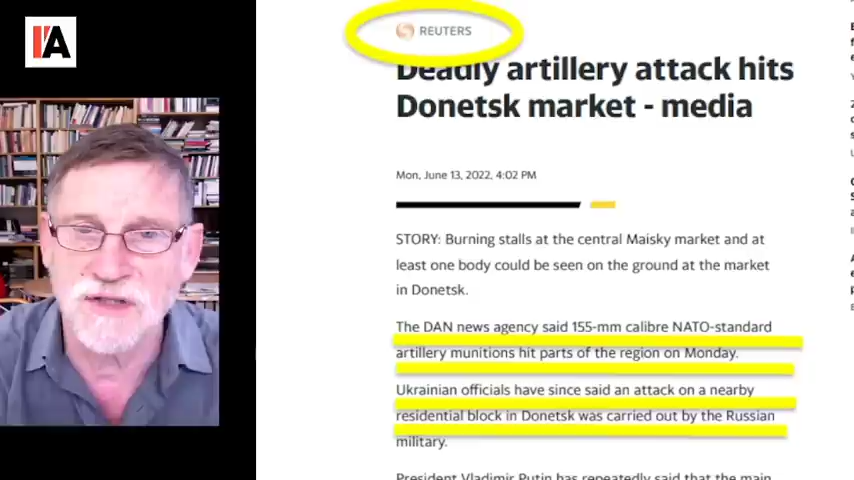 IA
REUTERS
Deadly artillery attack hits
Donetsk market - media
Mon, June 13, 2022, 4:02 PM
STORY: Burning stalls at the central Maisky market and at
least one body could be seen on the ground at the market
in Donetsk.
The DAN news agency said 155-mm calibre NATO-standard
artillery munitions hit parts of the region on Monday.
Ukrainian officials have since said an attack on a nearby
residential block in Donetsk was carried out by the Russian
military.
President Vladimir Putin has repeatedly said that the main